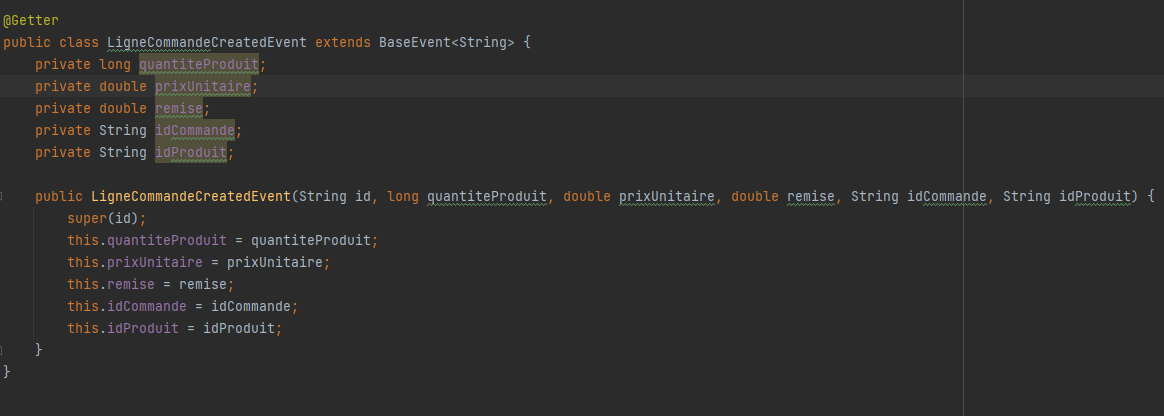 @Getter
public class LigneCommandeCreatedEvent extends BaseEvent<String> {
    private long quantiteProduit;
    private double prixUnitaire;
    private double remise;
    private String idCommande;
    private String idProduit;

    public LigneCommandeCreatedEvent(String id, long quantiteProduit, double prixUnitaire, double remise, String idCommande, String idProduit) {
        super(id);
        this.quantiteProduit = quantiteProduit;
        this.prixUnitaire = prixUnitaire;
        this.remise = remise;
        this.idCommande = idCommande;
        this.idProduit = idProduit;
    }
}